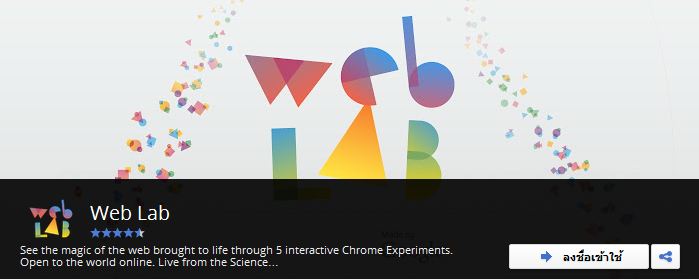 web
LAB
Made by
web
LAB
Web Lab
See the magic of the web brought to life through 5 interactive Chrome Experiments.
Open to the world online. Live from the Science...
ลงชื่อเข้าใช้